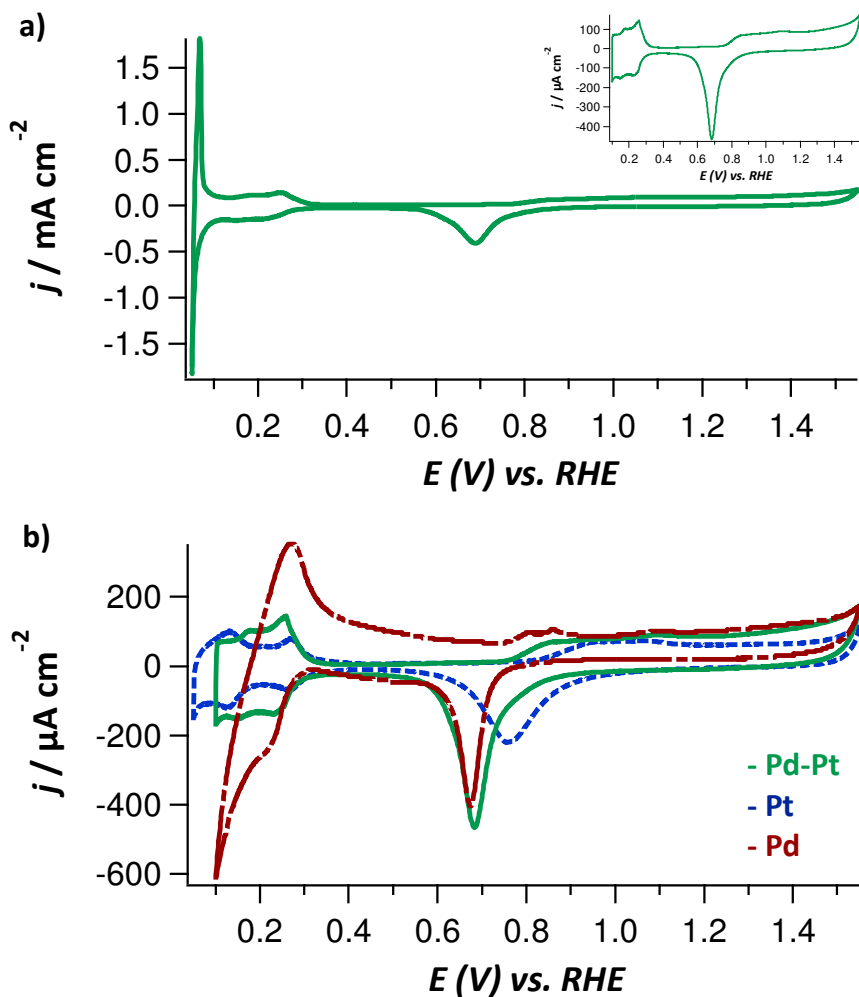 a)
1.5
1.0
0.5
0.0
-0.5
-1.0
-1.5
j / mA cm-2
0.2 0.4 0.6 0.8 1.0 1.2 1.4
E (V) vs. RHE
100
0
-100
-200
-300
-400
j / µA cm-2
0.2 0.4 0.6 0.8 1.0 1.2 1.4
E (V) vs. RHE
b)
200
0
-200
-400
-600
j / µA cm-2
- Pd-Pt
- Pt
- Pd
0.2 0.4 0.6 0.8 1.0 1.2 1.4
E (V) vs. RHE